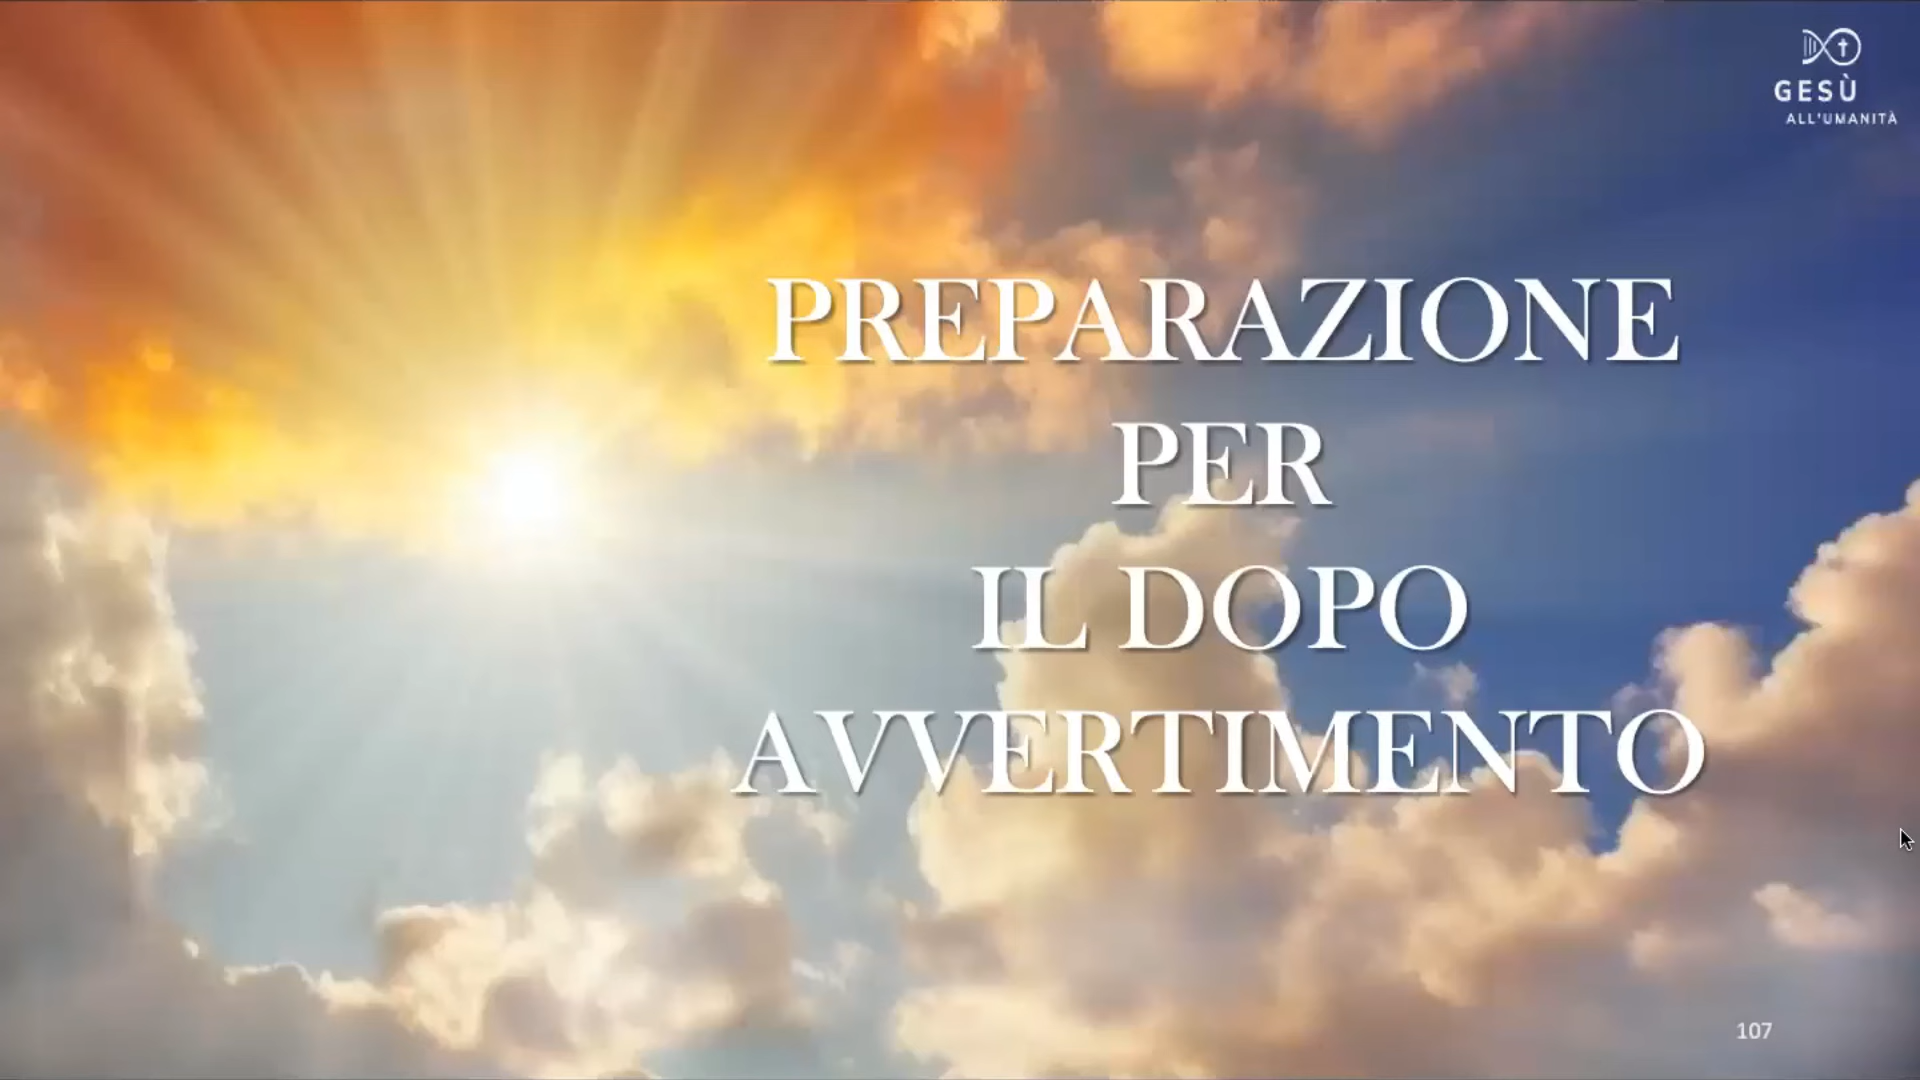 GESÙ
ALL'UMANITÀ
PREPARAZIONE
PER
IL DOPO
AVVERTIMENTO
107